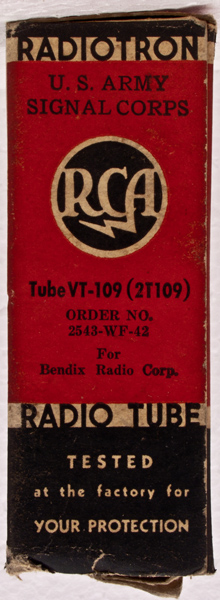 RADIOTRON
U. S. ARMY
SIGNAL CORPS
RCA
Tube VT-109 (2T109)
ORDER NO.
2543-WF-42
For
Bendix Radio Corp.
RADIO TUBE
TESTED
at the factory for
YOUR PROTECTION